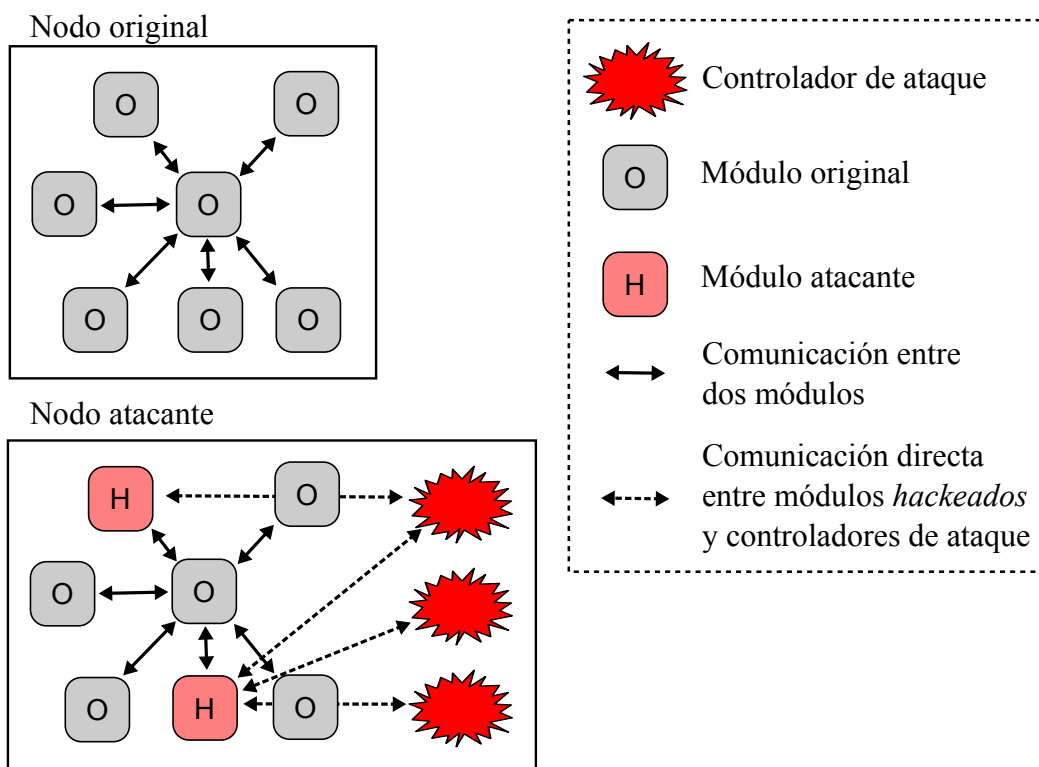 Nodo original
O
O
O
O
O
O
O
Nodo atacante
H
O
O
O
O
H
O
Controlador de ataque
O
Módulo original
H
Módulo atacante
Comunicación entre
dos módulos
Comunicación directa
entre módulos hackeados
y controladores de ataque